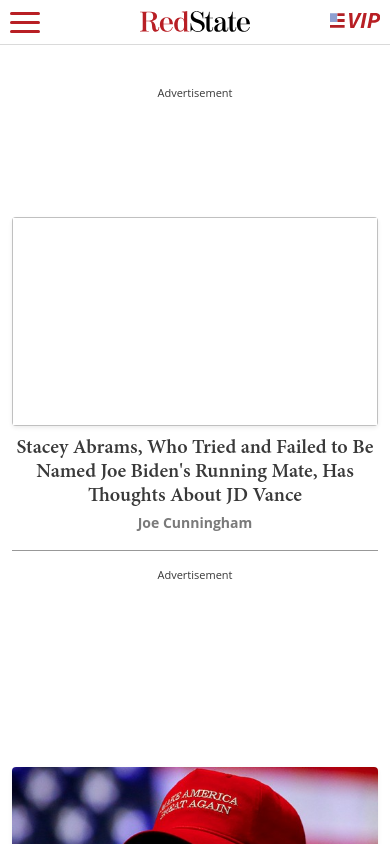 RedState
VIP
Advertisement
Stacey Abrams, Who Tried and Failed to Be
Named Joe Biden's Running Mate, Has
Thoughts About JD Vance
Joe Cunningham
Advertisement
MAKE AMERICA
GREAT AGAIN